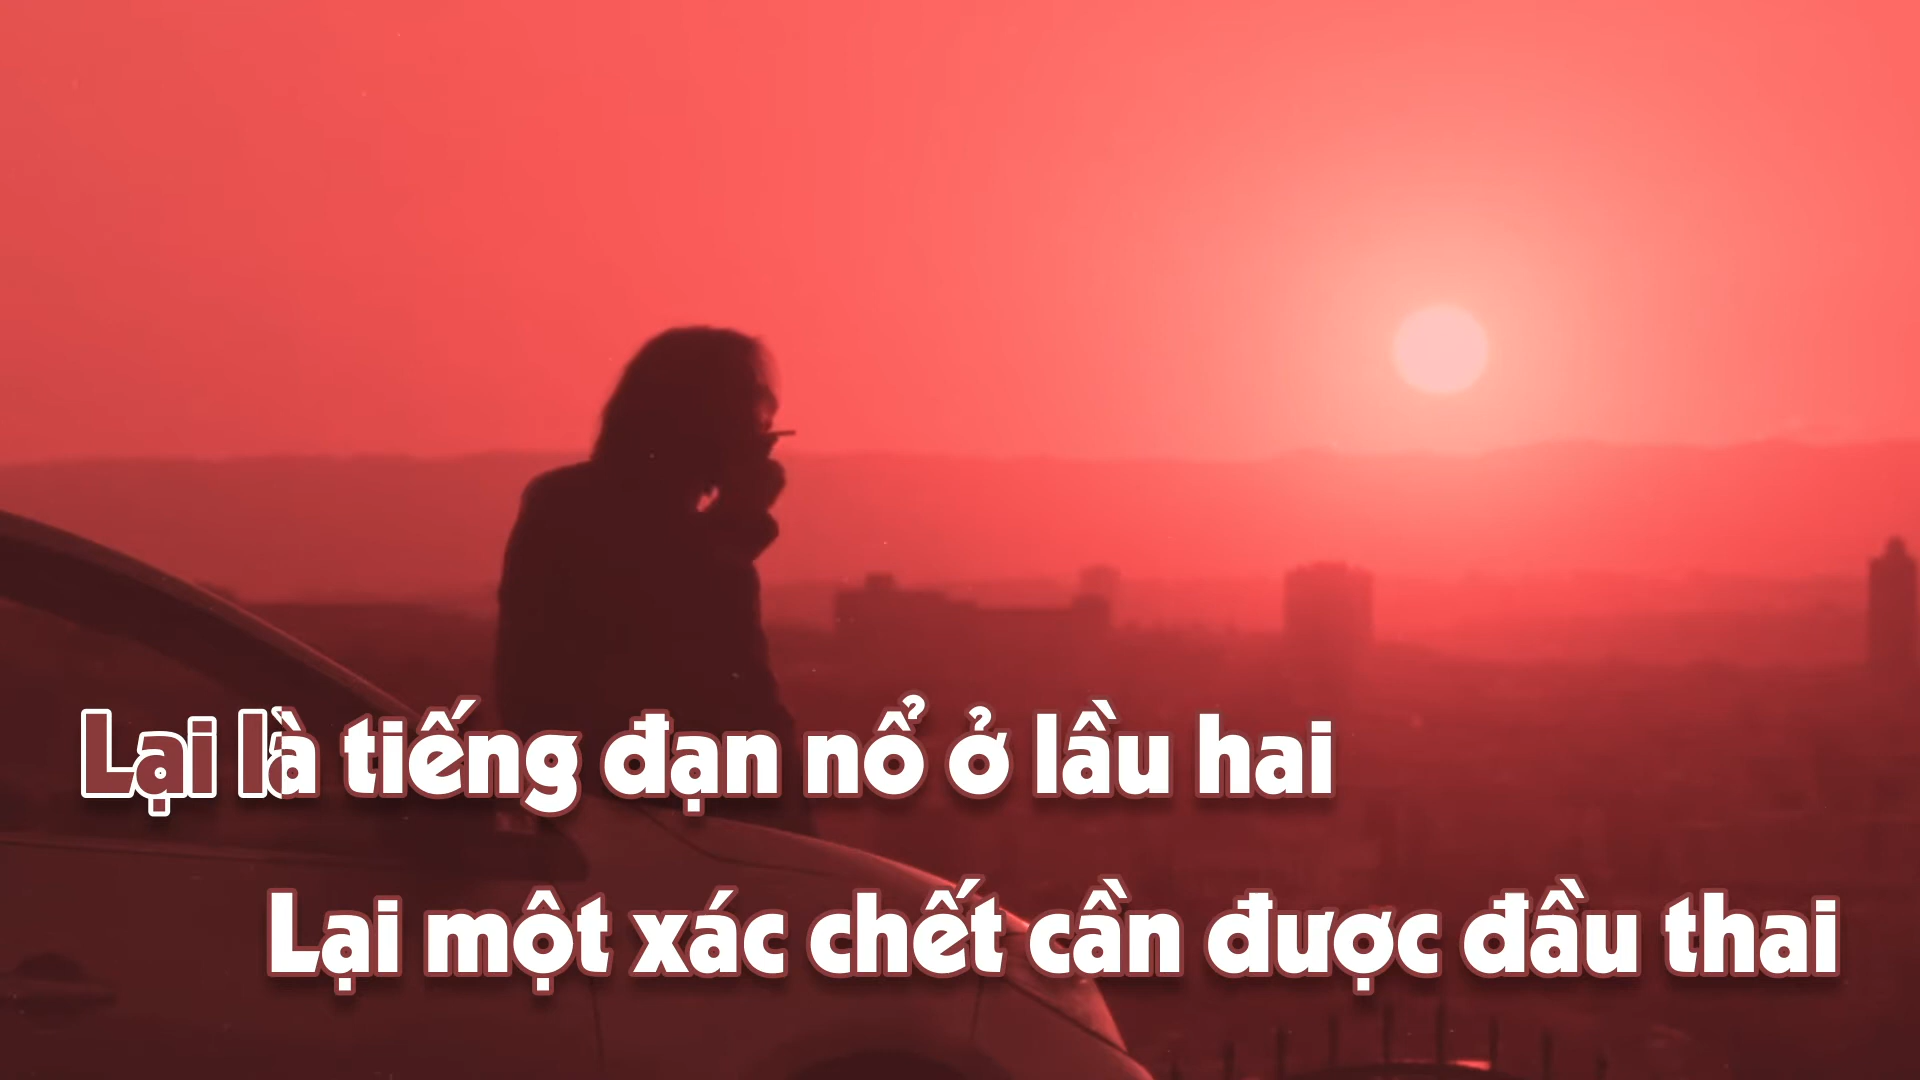 Lại là tiếng đạn nổ ở lầu hai
Lại một xác chết cần được đầu thai